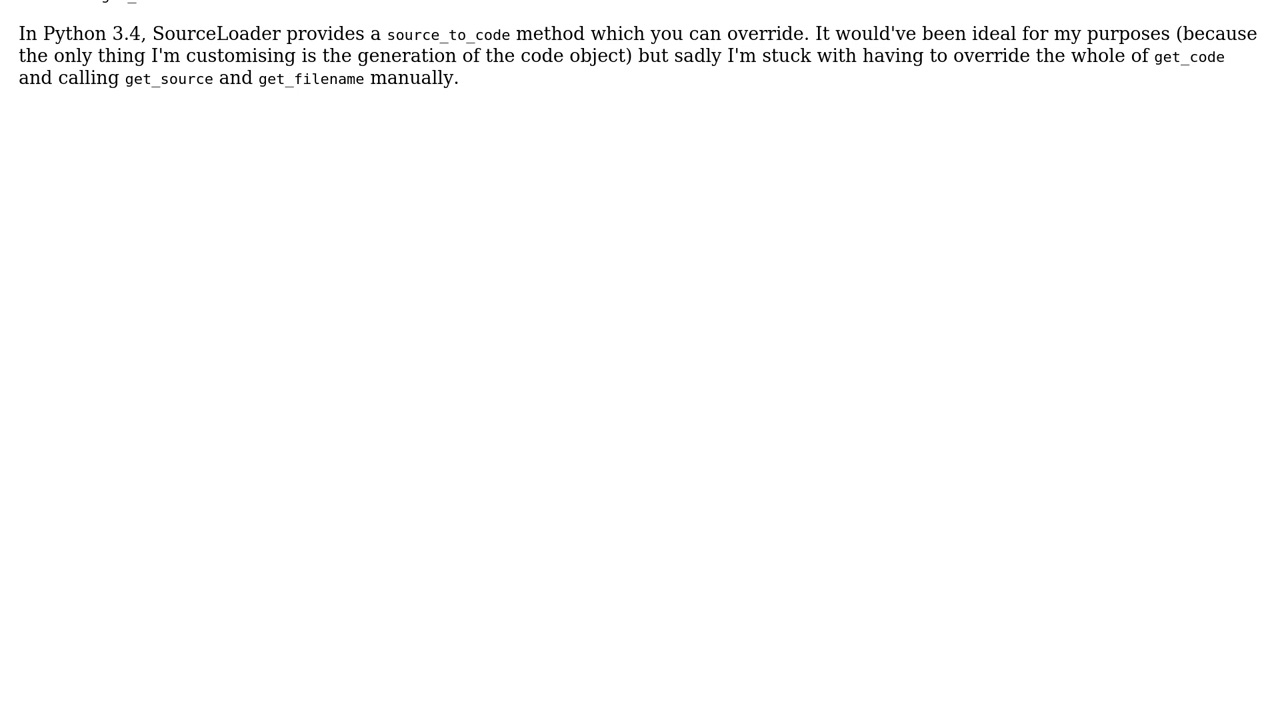 In Python 3.4, SourceLoader provides a source_to_code method which you can override. It would've been ideal for my purposes (because
the only thing I'm customising is the generation of the code object) but sadly I'm stuck with having to override the whole of get_code
and calling get_source and get_filename manually.